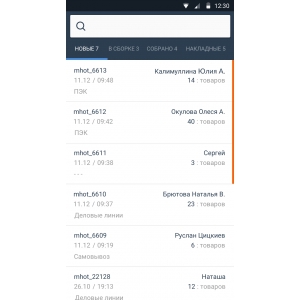 12:30
НОВЫЕ 7 В СБОРКЕ 3 СОБРАНО 4 НАКЛАДНЫЕ 5
mhot_6613 Калимуллина Юлия А.
11.12 / 09:48 14 : товаров
ПЭК
mhot_6612 Окулова Олеся А.
11.12 / 09:42 40 : товаров
ПЭК
mhot_6611 Сергей
11.12 / 09:38 3 : товаров
---
mhot_6610 Брютова Наталья В.
11.12 / 09:37 23 : товаров
Деловые линии
mhot_6609 Руслан Цицкиев
11.12 / 09:19 6 : товаров
Самовывоз
mhot_22128 Наташа
26.10 / 19:13 12 : товаров
Деловые линии